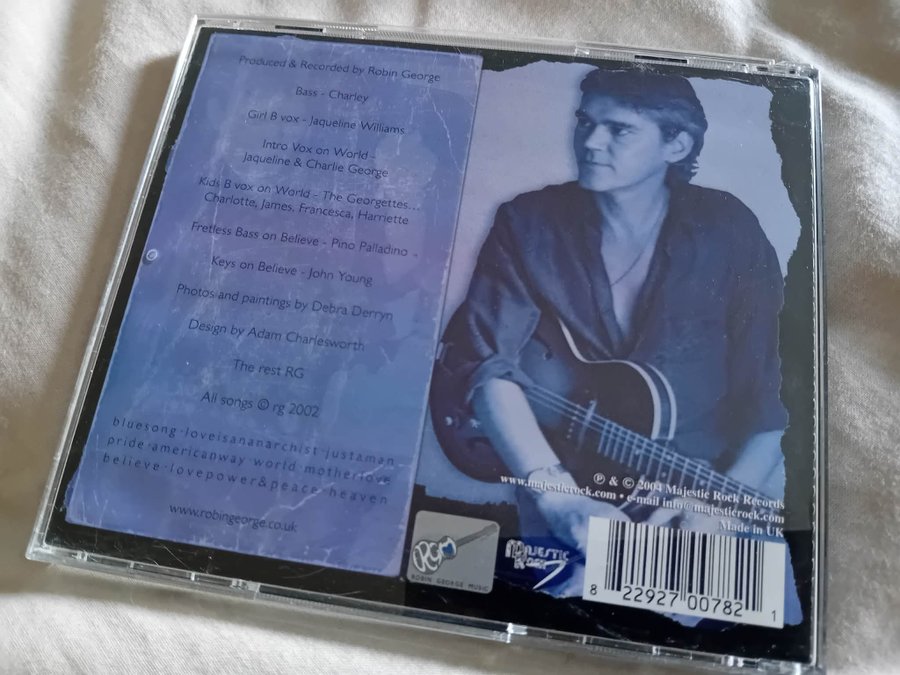 Produced & Recorded by Robin George
Bass - Charley
Girl B vox - Jaqueline Williams
Intro Vox on World -
Jaqueline & Charlie George
Kids B vox on World - The Georgettes...
Charlotte, James, Francesca, Harriette
Fretless Bass on Believe - Pino Palladino
Keys on Believe - John Young
Photos and paintings by Debra Derryn
Design by Adam Charlesworth
The rest RG
All songs © rg 2002
bluesong·loveisananarchist·justaman
pride·americanway·world·motherlove
believe·lovepower&peace·heaven
www.robingeorge.co.uk
℗ & © 2004 Majestic Rock Records
www.majesticrock.com • e-mail info@majesticrock.com
Made in UK
RG
ROBIN GEORGE MUSIC
MAJESTIC
ROCK
8 22927 00782 1